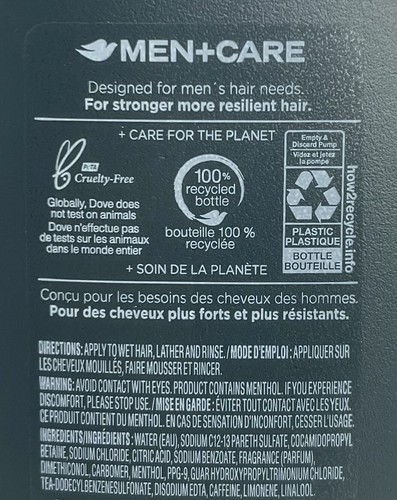 MEN+CARE
Designed for men´s hair needs.
For stronger more resilient hair.
+ CARE FOR THE PLANET
PETA
Cruelty-Free
Globally, Dove does
not test on animals
Dove n'effectue pas
de tests sur les animaux
dans le monde entier
100%
recycled
bottle
bouteille 100 %
recyclée
Empty &
Discard Pump
Videz et jetez
la pompe
PLASTIC
PLASTIQUE
BOTTLE
BOUTEILLE
how2recycle.info
+ SOIN DE LA PLANÈTE
Conçu pour les besoins des cheveux des hommes.
Pour des cheveux plus forts et plus résistants.
DIRECTIONS: APPLY TO WET HAIR, LATHER AND RINSE. / MODE D'EMPLOI: APPLIQUER SUR
LES CHEVEUX MOUILLÉS, FAIRE MOUSSER ET RINCER.
WARNING: AVOID CONTACT WITH EYES. PRODUCT CONTAINS MENTHOL. IF YOU EXPERIENCE
DISCOMFORT, PLEASE STOP USE. / MISE EN GARDE: ÉVITER TOUT CONTACT AVEC LES YEUX.
CE PRODUIT CONTIENT DU MENTHOL. EN CAS DE SENSATION D'INCONFORT, CESSER L'USAGE.
INGREDIENTS/INGRÉDIENTS: WATER (EAU), SODIUM C12-13 PARETH SULFATE, COCAMIDOPROPYL
BETAINE, SODIUM CHLORIDE, CITRIC ACID, SODIUM BENZOATE, FRAGRANCE (PARFUM),
DIMETHICONOL, CARBOMER, MENTHOL, PPG-9, GUAR HYDROXYPROPYLTRIMONIUM CHLORIDE,
TEA-DODECYLBENZENESULFONATE, DISODIUM EDTA, CAFFEINE, LIMONENE, LINALOOL.